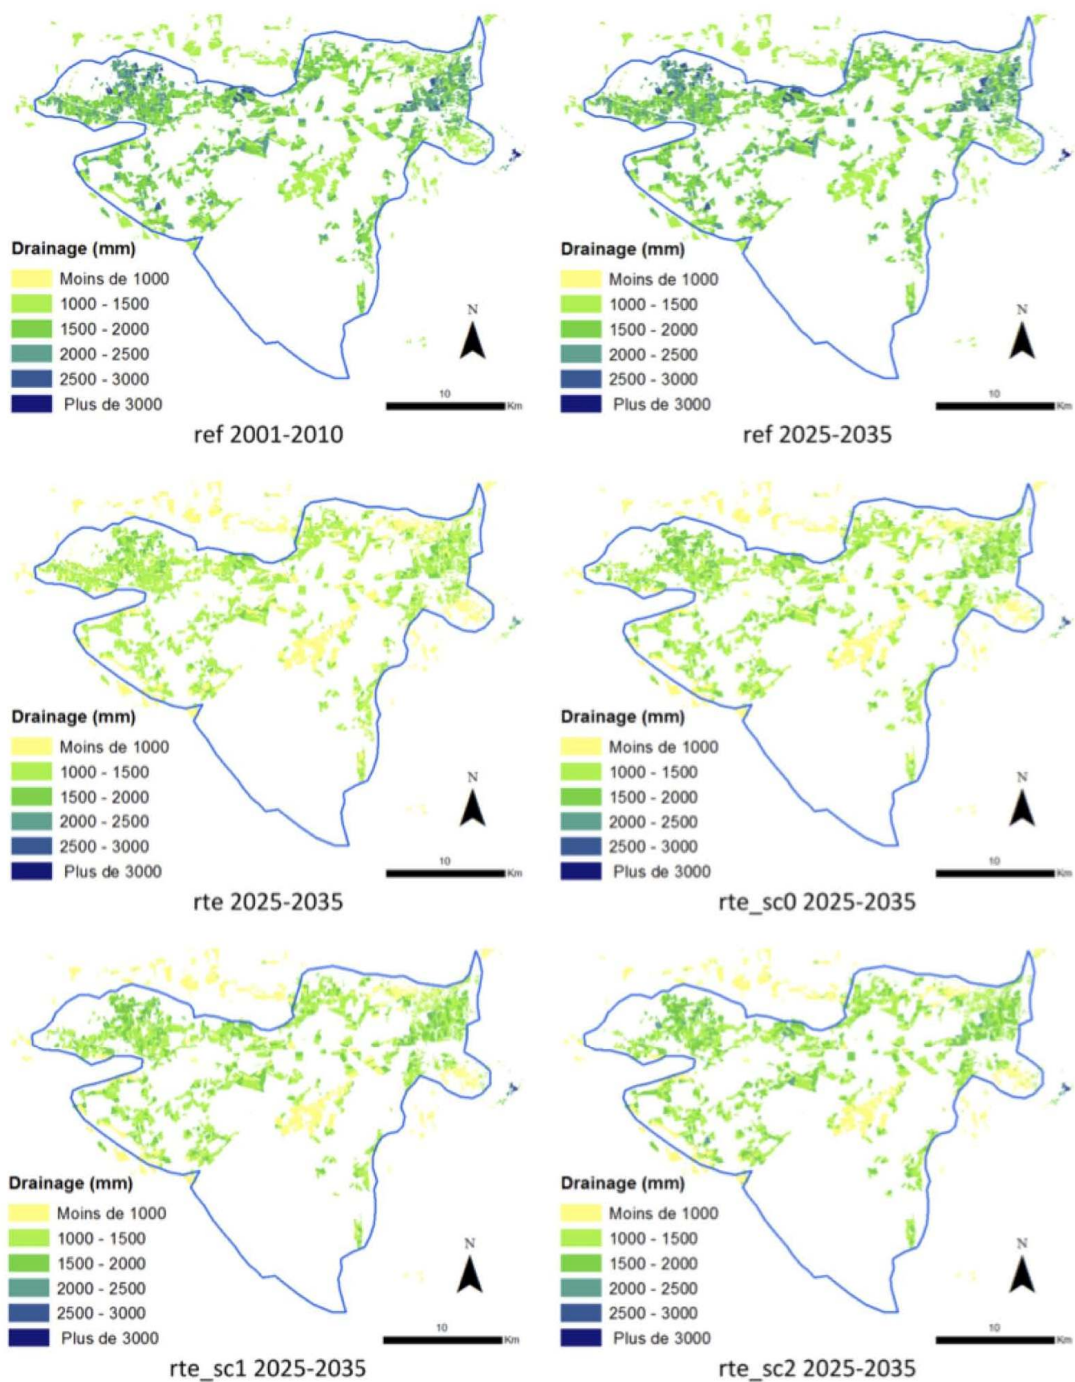 Drainage (mm)
Moins de 1000
1000 - 1500
1500 - 2000
2000 - 2500
2500 - 3000
Plus de 3000
N
10
Km
ref 2001-2010
Drainage (mm)
Moins de 1000
1000 - 1500
1500 - 2000
2000 - 2500
2500 - 3000
Plus de 3000
N
10
Km
ref 2025-2035
Drainage (mm)
Moins de 1000
1000 - 1500
1500 - 2000
2000 - 2500
2500 - 3000
Plus de 3000
N
10
Km
rte 2025-2035
Drainage (mm)
Moins de 1000
1000 - 1500
1500 - 2000
2000 - 2500
2500 - 3000
Plus de 3000
N
10
Km
rte_sc0 2025-2035
Drainage (mm)
Moins de 1000
1000 - 1500
1500 - 2000
2000 - 2500
2500 - 3000
Plus de 3000
N
10
Km
rte_sc1 2025-2035
Drainage (mm)
Moins de 1000
1000 - 1500
1500 - 2000
2000 - 2500
2500 - 3000
Plus de 3000
N
10
Km
rte_sc2 2025-2035